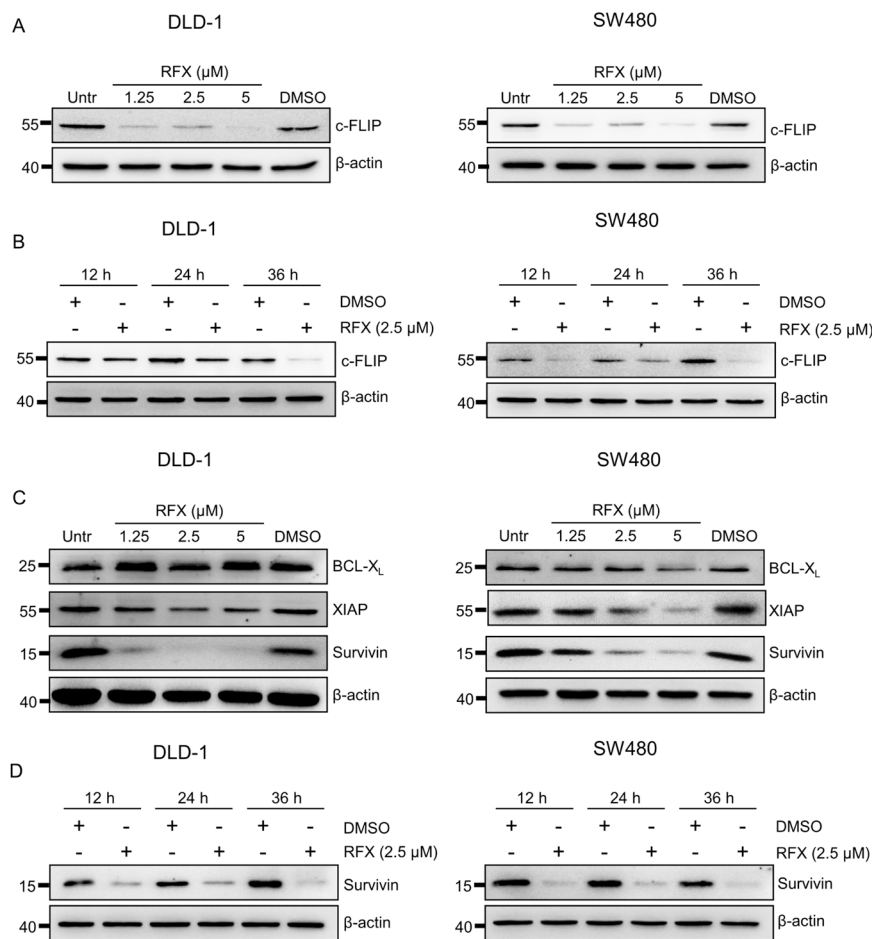 A
DLD-1
SW480
RFX (µM)
RFX (µM)
Untr 1.25 2.5 5 DMSO
Untr 1.25 2.5 5 DMSO
55 c-FLIP
55 c-FLIP
40 β-actin
40 β-actin
B
DLD-1
SW480
12 h 24 h 36 h
12 h 24 h 36 h
+ - + - + - DMSO
+ - + - + - DMSO
- + - + - + RFX (2.5 µM)
- + - + - + RFX (2.5 µM)
55 c-FLIP
55 c-FLIP
40 β-actin
40 β-actin
C
DLD-1
SW480
RFX (µM)
RFX (µM)
Untr 1.25 2.5 5 DMSO
Untr 1.25 2.5 5 DMSO
25 BCL-XL
25 BCL-XL
55 XIAP
55 XIAP
15 Survivin
15 Survivin
40 β-actin
40 β-actin
D
DLD-1
SW480
12 h 24 h 36 h
12 h 24 h 36 h
+ - + - + - DMSO
+ - + - + - DMSO
- + - + - + RFX (2.5 µM)
- + - + - + RFX (2.5 µM)
15 Survivin
15 Survivin
40 β-actin
40 β-actin